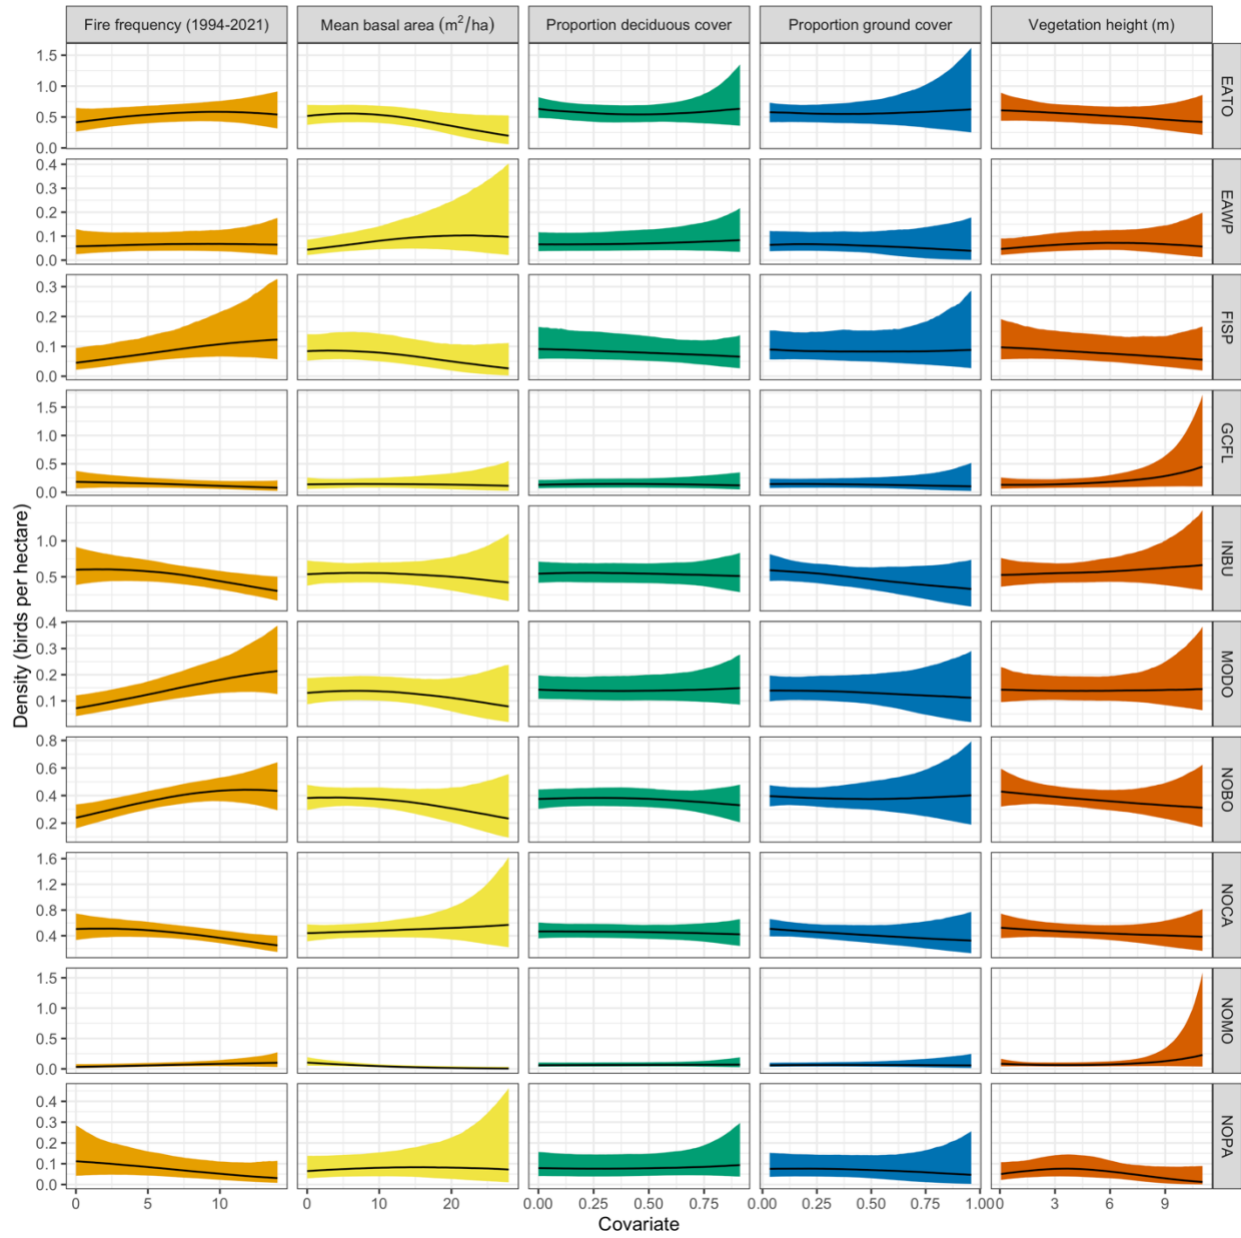 Fire frequency (1994-2021) Mean basal area (m²/ha) Proportion deciduous cover Proportion ground cover Vegetation height (m)
1.5
1.0
0.5
0.0
EATO
0.4
0.3
0.2
0.1
0.0
EAWP
0.3
0.2
0.1
0.0
FISP
1.5
1.0
0.5
0.0
GCFL
1.0
0.5
INBU
0.4
0.3
0.2
0.1
MODO
0.8
0.6
0.4
0.2
NOBO
1.6
1.2
0.8
0.4
NOCA
1.5
1.0
0.5
0.0
NOMO
0.4
0.3
0.2
0.1
0.0
NOPA
Density (birds per hectare)
0 5 10 0 10 20 0.00 0.25 0.50 0.75 0.00 0.25 0.50 0.75 1.00 0 3 6 9
Covariate